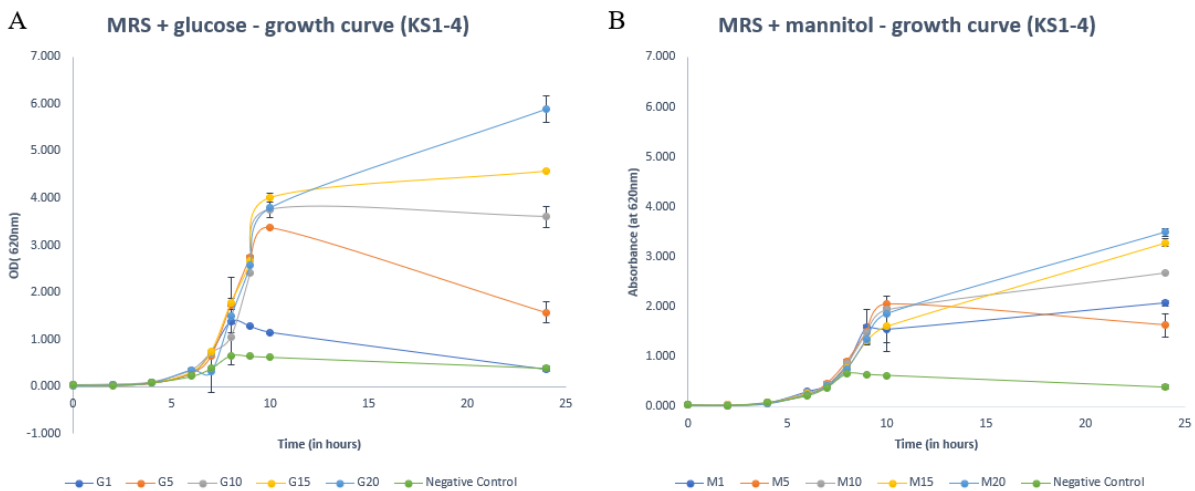 A
MRS + glucose - growth curve (KS1-4)
7.000
6.000
5.000
4.000
3.000
2.000
1.000
0.000
-1.000
OD( 620nm)
0
5
10
15
20
25
Time (in hours)
G1
G5
G10
G15
G20
Negative Control
B
MRS + mannitol - growth curve (KS1-4)
7.000
6.000
5.000
4.000
3.000
2.000
1.000
0.000
Absorbance (at 620nm)
0
5
10
15
20
25
Time (in hours)
M1
M5
M10
M15
M20
Negative Control